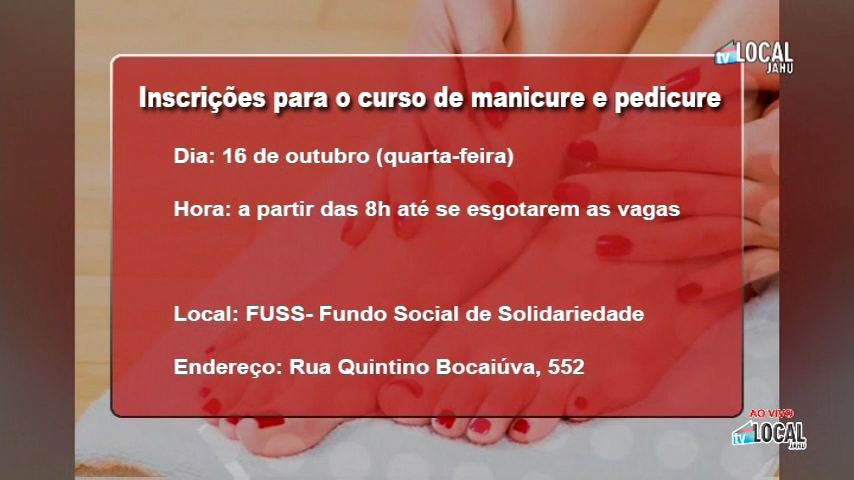 tv LOCAL
JAHU
Inscrições para o curso de manicure e pedicure
Dia: 16 de outubro (quarta-feira)
Hora: a partir das 8h até se esgotarem as vagas
Local: FUSS- Fundo Social de Solidariedade
Endereço: Rua Quintino Bocaiúva, 552
AO VIVO
tv LOCAL
JAHU